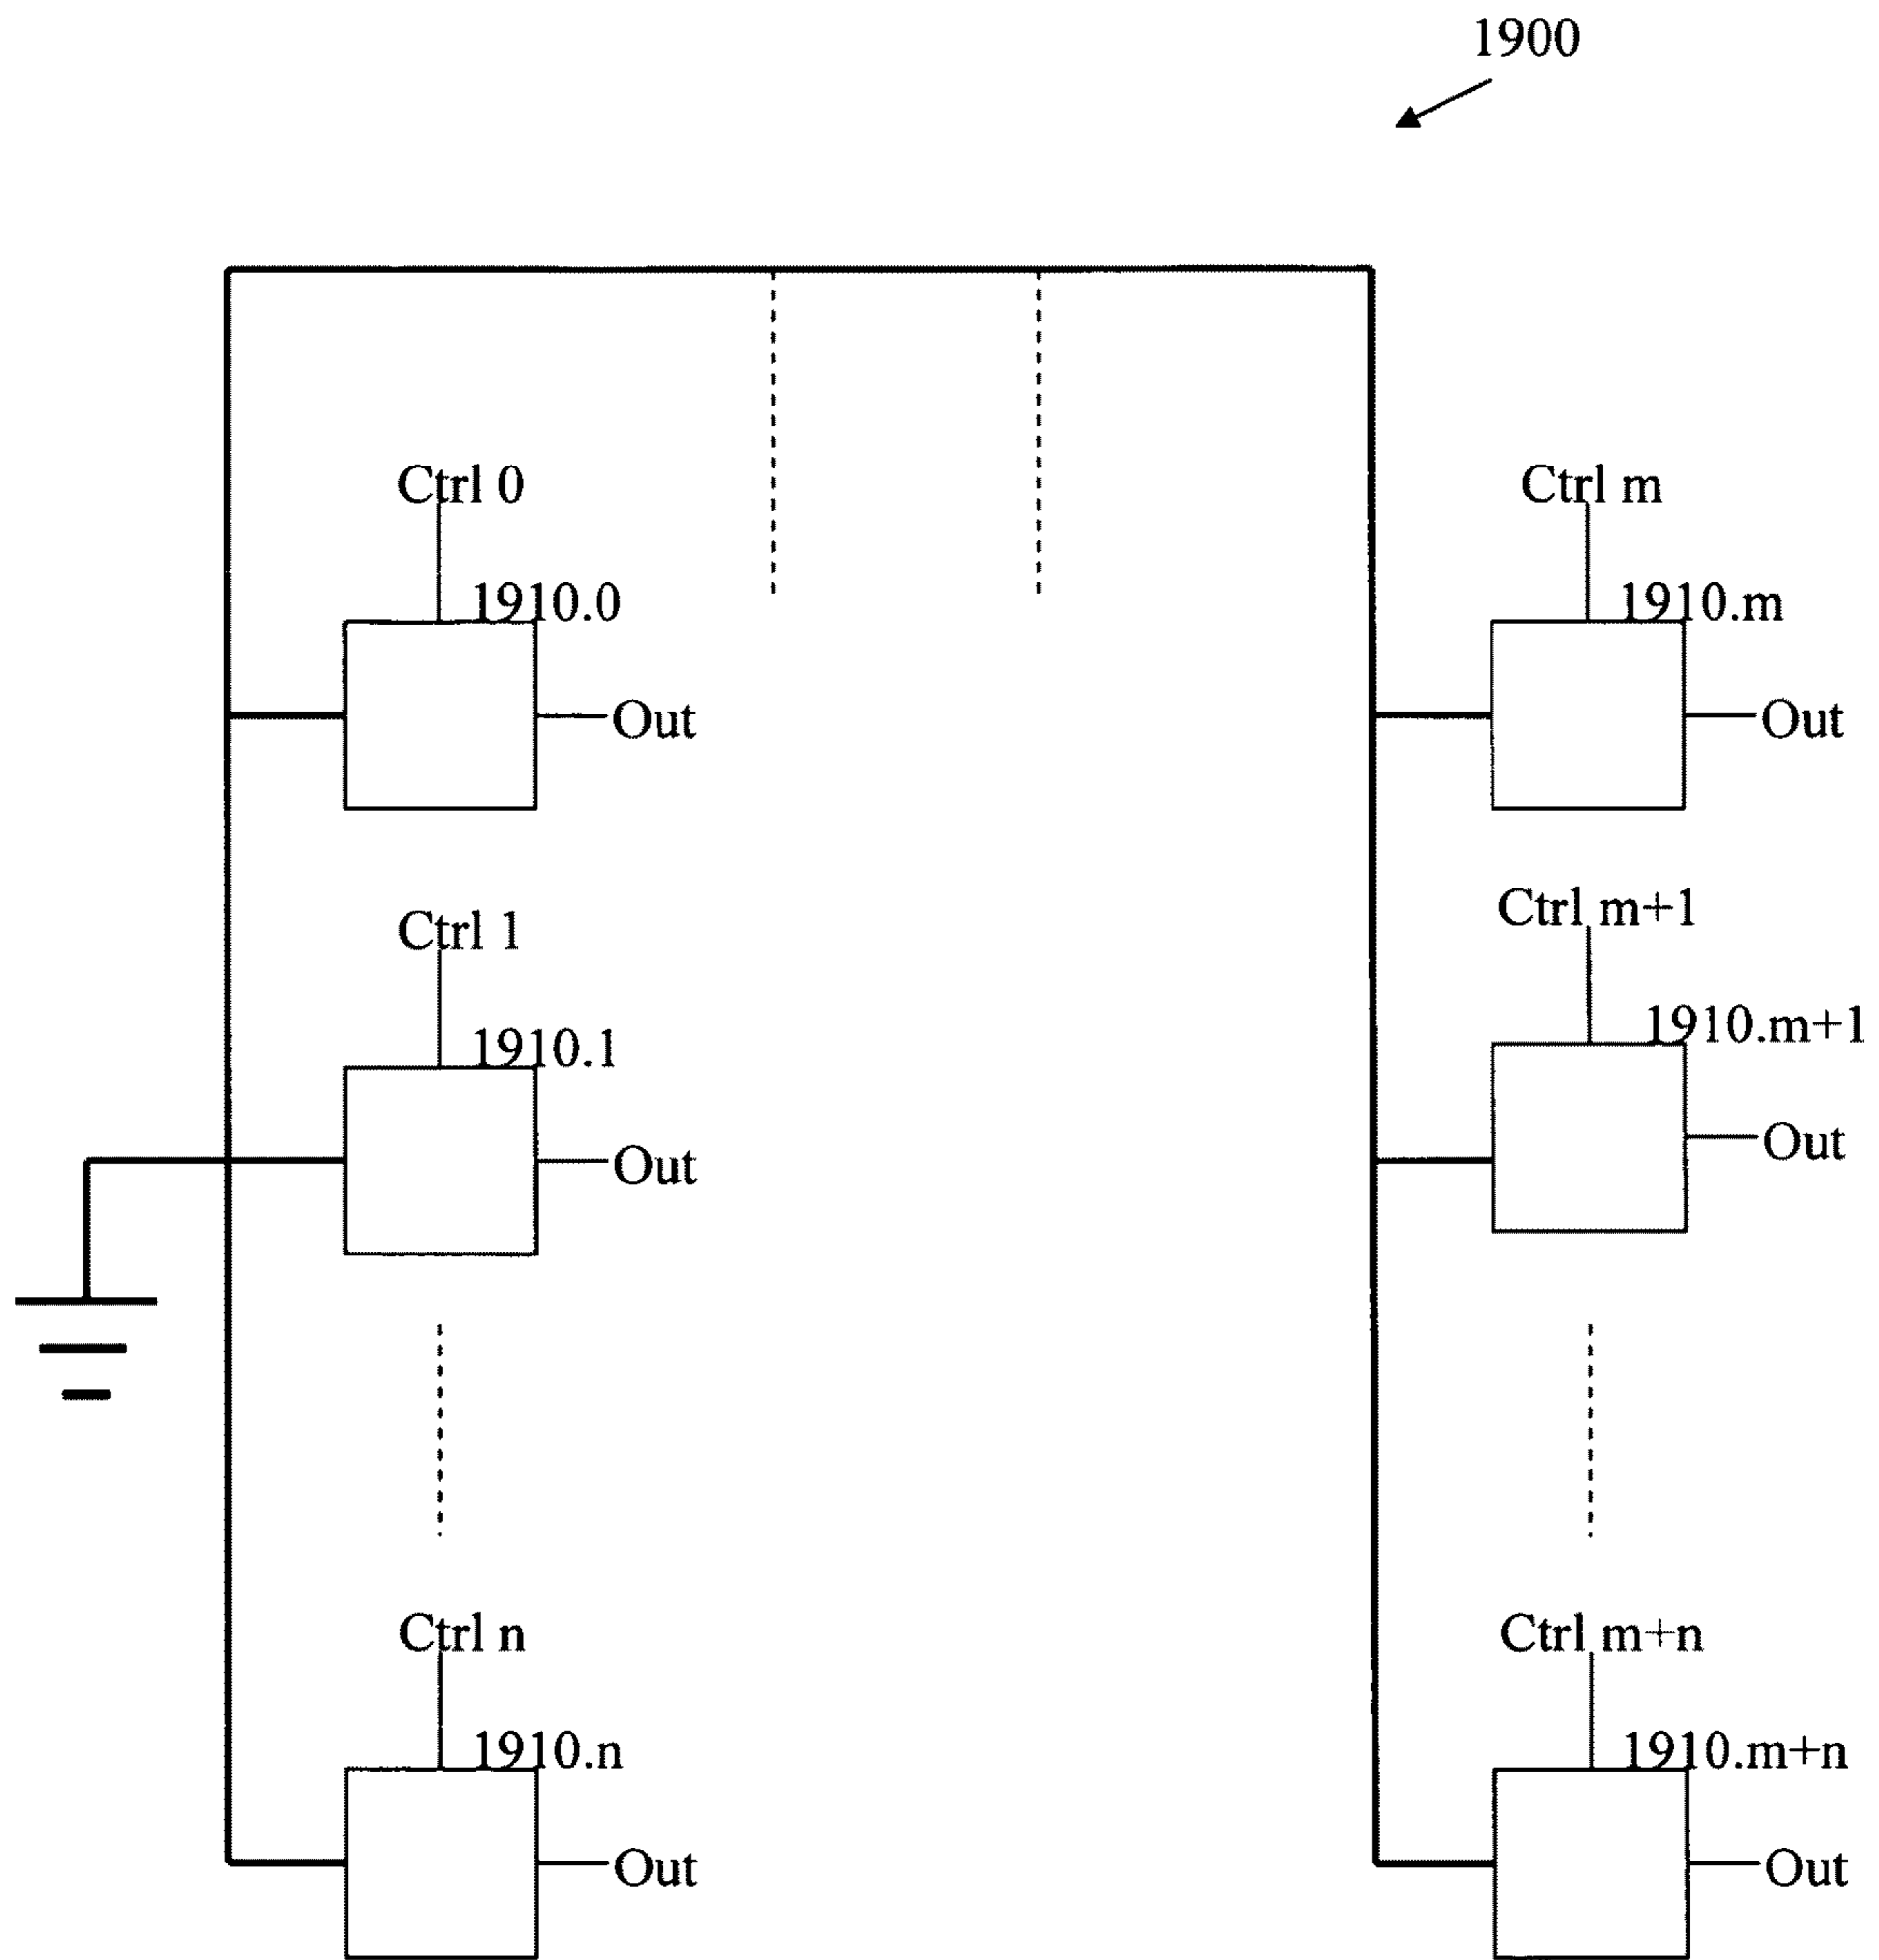 1900
Ctrl 0
1910.0
Out
Ctrl m
1910.m
Out
Ctrl 1
1910.1
Out
Ctrl m+1
1910.m+1
Out
Ctrl n
1910.n
Out
Ctrl m+n
1910.m+n
Out